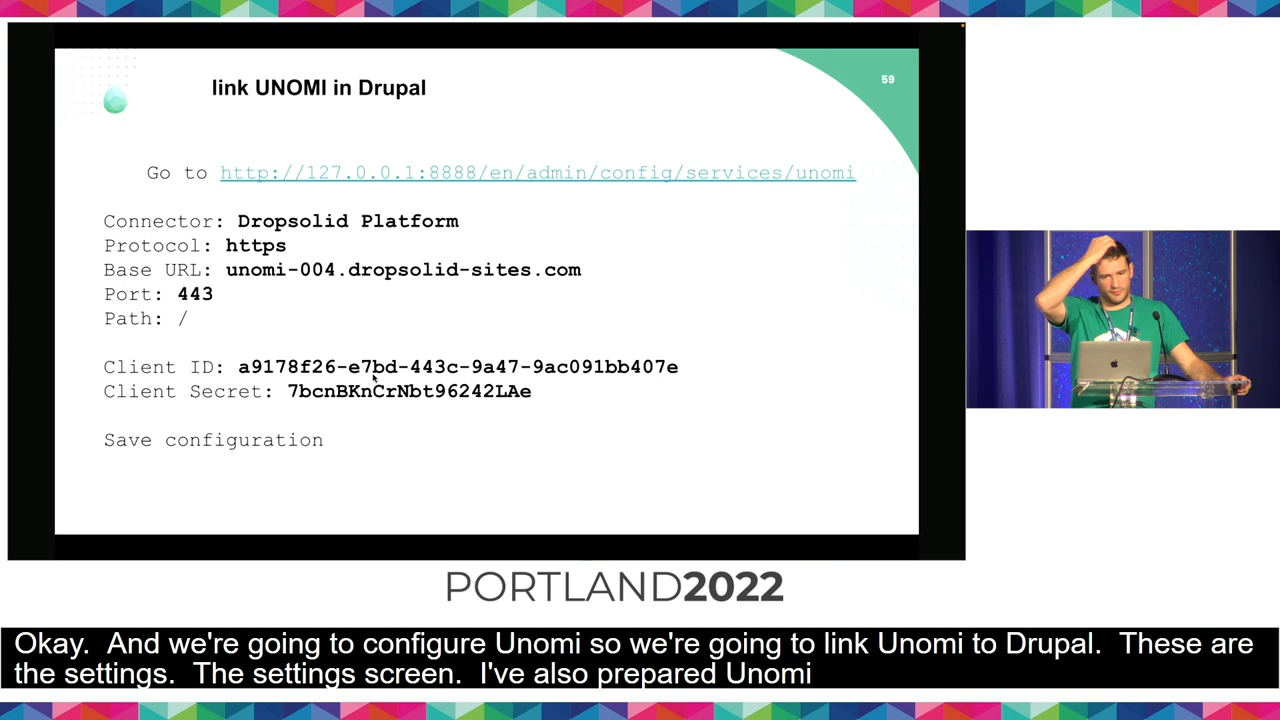 link UNOMI in Drupal
59
Go to http://127.0.0.1:8888/en/admin/config/services/unomi
Connector: Dropsolid Platform
Protocol: https
Base URL: unomi-004.dropsolid-sites.com
Port: 443
Path: /
Client ID: a9178f26-e7bd-443c-9a47-9ac091bb407e
Client Secret: 7bcnBKnCrNbt96242LAe
Save configuration
PORTLAND2022
Okay. And we're going to configure Unomi so we're going to link Unomi to Drupal. These are
the settings. The settings screen. I've also prepared Unomi